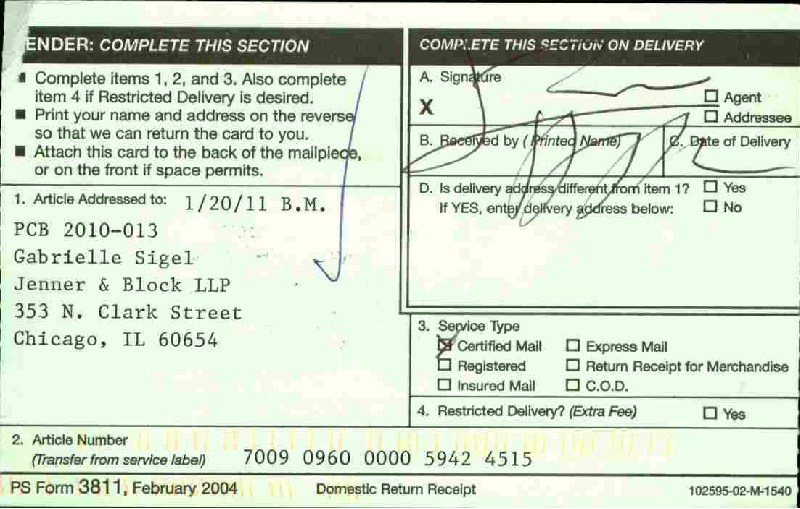 ENDER: COMPLETE THIS SECTION
Complete items 1, 2, and 3. Also complete
item 4 if Restricted Delivery is desired.
Print your name and address on the reverse
so that we can return the card to you.
Attach this card to the back of the mailpiece,
or on the front if space permits.
1. Article Addressed to: 1/20/11 B.M.
PCB 2010-013
Gabrielle Sigel
Jenner & Block LLP
353 N. Clark Street
Chicago, IL 60654
COMPLETE THIS SECTION ON DELIVERY
A. Signature
X
Agent
Addressee
B. Received by (Printed Name)
C. Date of Delivery
D. Is delivery address different from item 1? Yes
If YES, enter delivery address below: No
3. Service Type
Certified Mail Express Mail
Registered Return Receipt for Merchandise
Insured Mail C.O.D.
4. Restricted Delivery? (Extra Fee) Yes
2. Article Number
(Transfer from service label) 7009 0960 0000 5942 4515
PS Form 3811, February 2004 Domestic Return Receipt 102595-02-M-1540